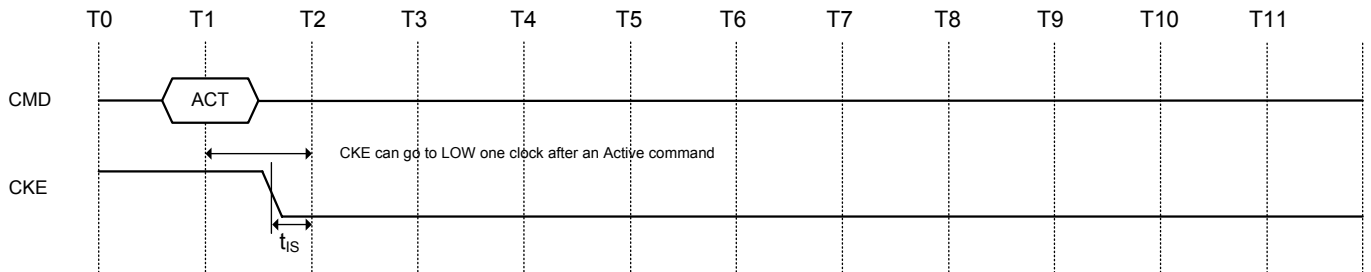 T0 T1 T2 T3 T4 T5 T6 T7 T8 T9 T10 T11
CMD ACT
CKE can go to LOW one clock after an Active command
CKE
tIS